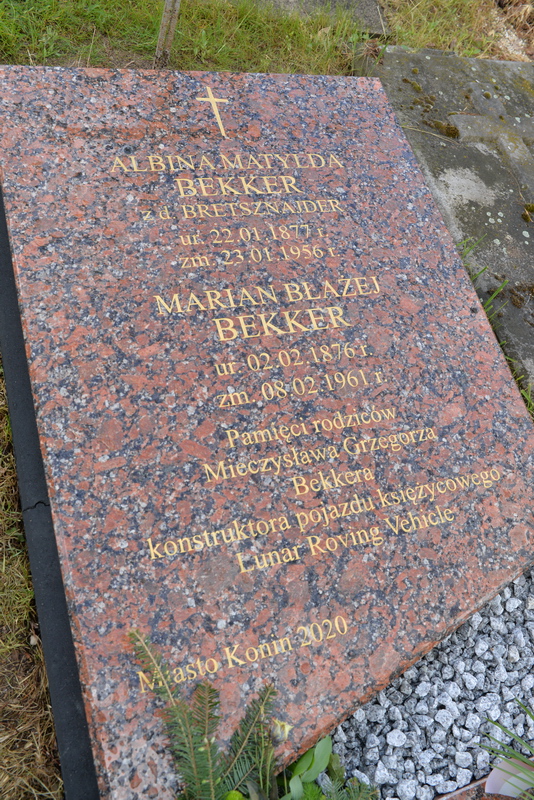 ALBINA MATYLDA
BEKKER
z d. BRETSZNAJDER
ur. 22.01.1877 r.
zm. 23.01.1956 r.
MARIAN BŁAŻEJ
BEKKER
ur. 02.02.1876 r.
zm. 08.02.1961 r.
Pamięci rodziców
Mieczysława Grzegorza
Bekkera
konstruktora pojazdu księżycowego
Lunar Roving Vehicle
Miasto Konin 2020